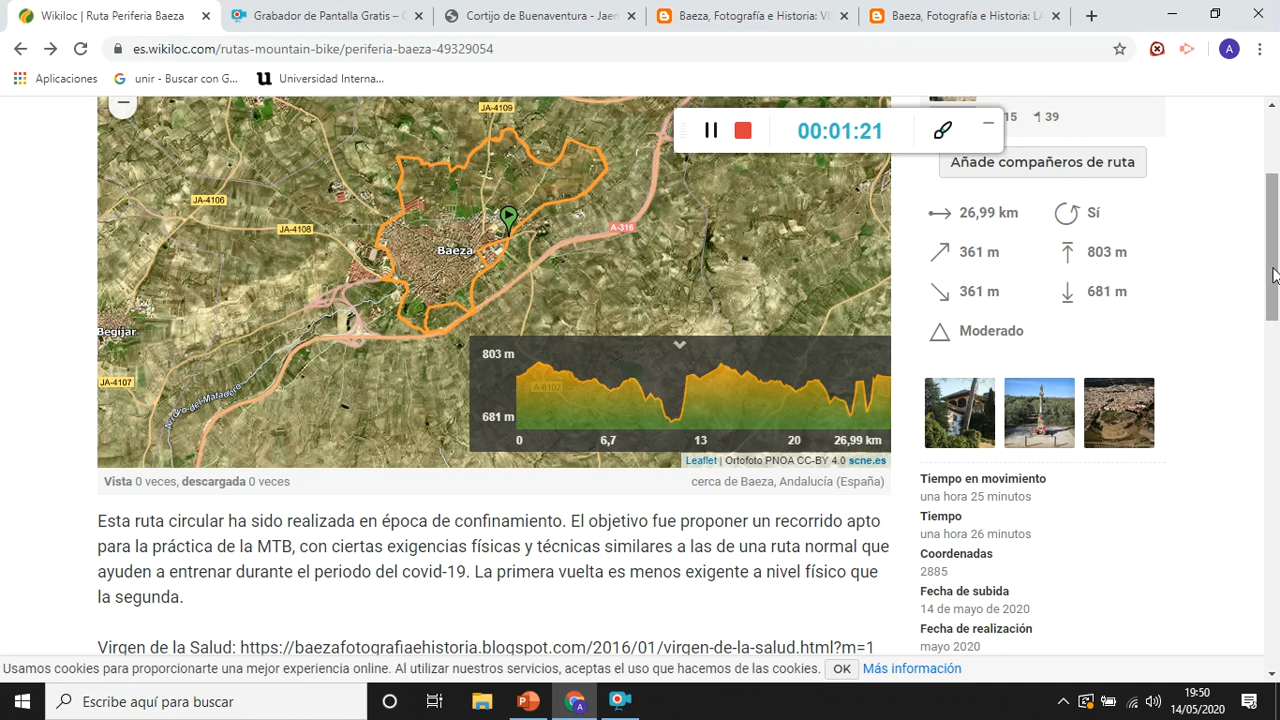 Wikiloc | Ruta Periferia Baeza
Grabador de Pantalla Gratis – C
Cortijo de Buenaventura - Jaen
Baeza, Fotografía e Historia: VI
Baeza, Fotografía e Historia: LA
es.wikiloc.com/rutas-mountain-bike/periferia-baeza-49329054
A
Aplicaciones
unir - Buscar con G...
Universidad Interna...
JA-4109
JA-4106
JA-4108
Baeza
A-316
Begíjar
JA-4107
Arroyo del Matadero
A-6102
803 m
681 m
0 6,7 13 20 26,99 km
Leaflet | Ortofoto PNOA CC-BY 4.0 scne.es
00:01:21
15 39
Añade compañeros de ruta
26,99 km Sí
361 m 803 m
361 m 681 m
Moderado
Vista 0 veces, descargada 0 veces
cerca de Baeza, Andalucía (España)
Esta ruta circular ha sido realizada en época de confinamiento. El objetivo fue proponer un recorrido apto
para la práctica de la MTB, con ciertas exigencias físicas y técnicas similares a las de una ruta normal que
ayuden a entrenar durante el periodo del covid-19. La primera vuelta es menos exigente a nivel físico que
la segunda.
Virgen de la Salud: https://baezafotografiaehistoria.blogspot.com/2016/01/virgen-de-la-salud.html?m=1
Tiempo en movimiento
una hora 25 minutos
Tiempo
una hora 26 minutos
Coordenadas
2885
Fecha de subida
14 de mayo de 2020
Fecha de realización
mayo 2020
Usamos cookies para proporcionarte una mejor experiencia online. Al utilizar nuestros servicios, aceptas el uso que hacemos de las cookies. OK Más información
Escribe aquí para buscar
19:50
14/05/2020